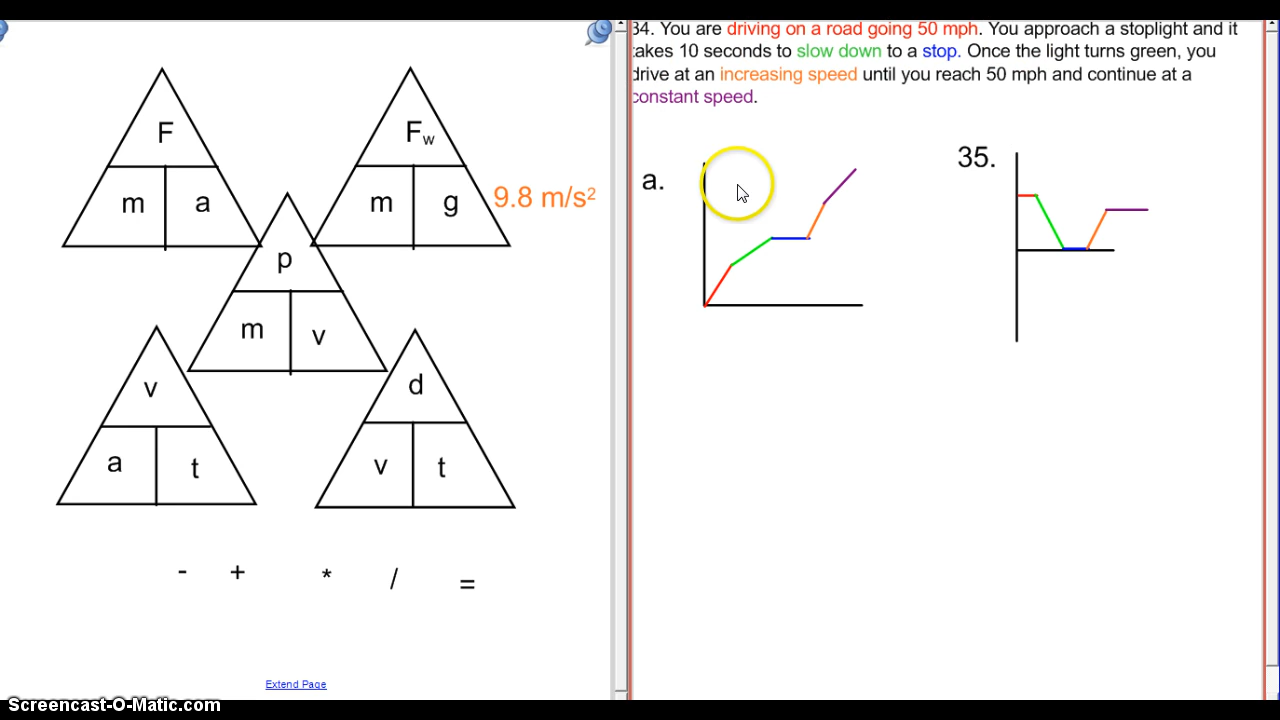 F
m a
Fw
m g 9.8 m/s²
p
m v
v
a t
d
v t
- + * / =
Extend Page
34. You are driving on a road going 50 mph. You approach a stoplight and it
takes 10 seconds to slow down to a stop. Once the light turns green, you
drive at an increasing speed until you reach 50 mph and continue at a
constant speed.
a.
35.
Screencast-O-Matic.com